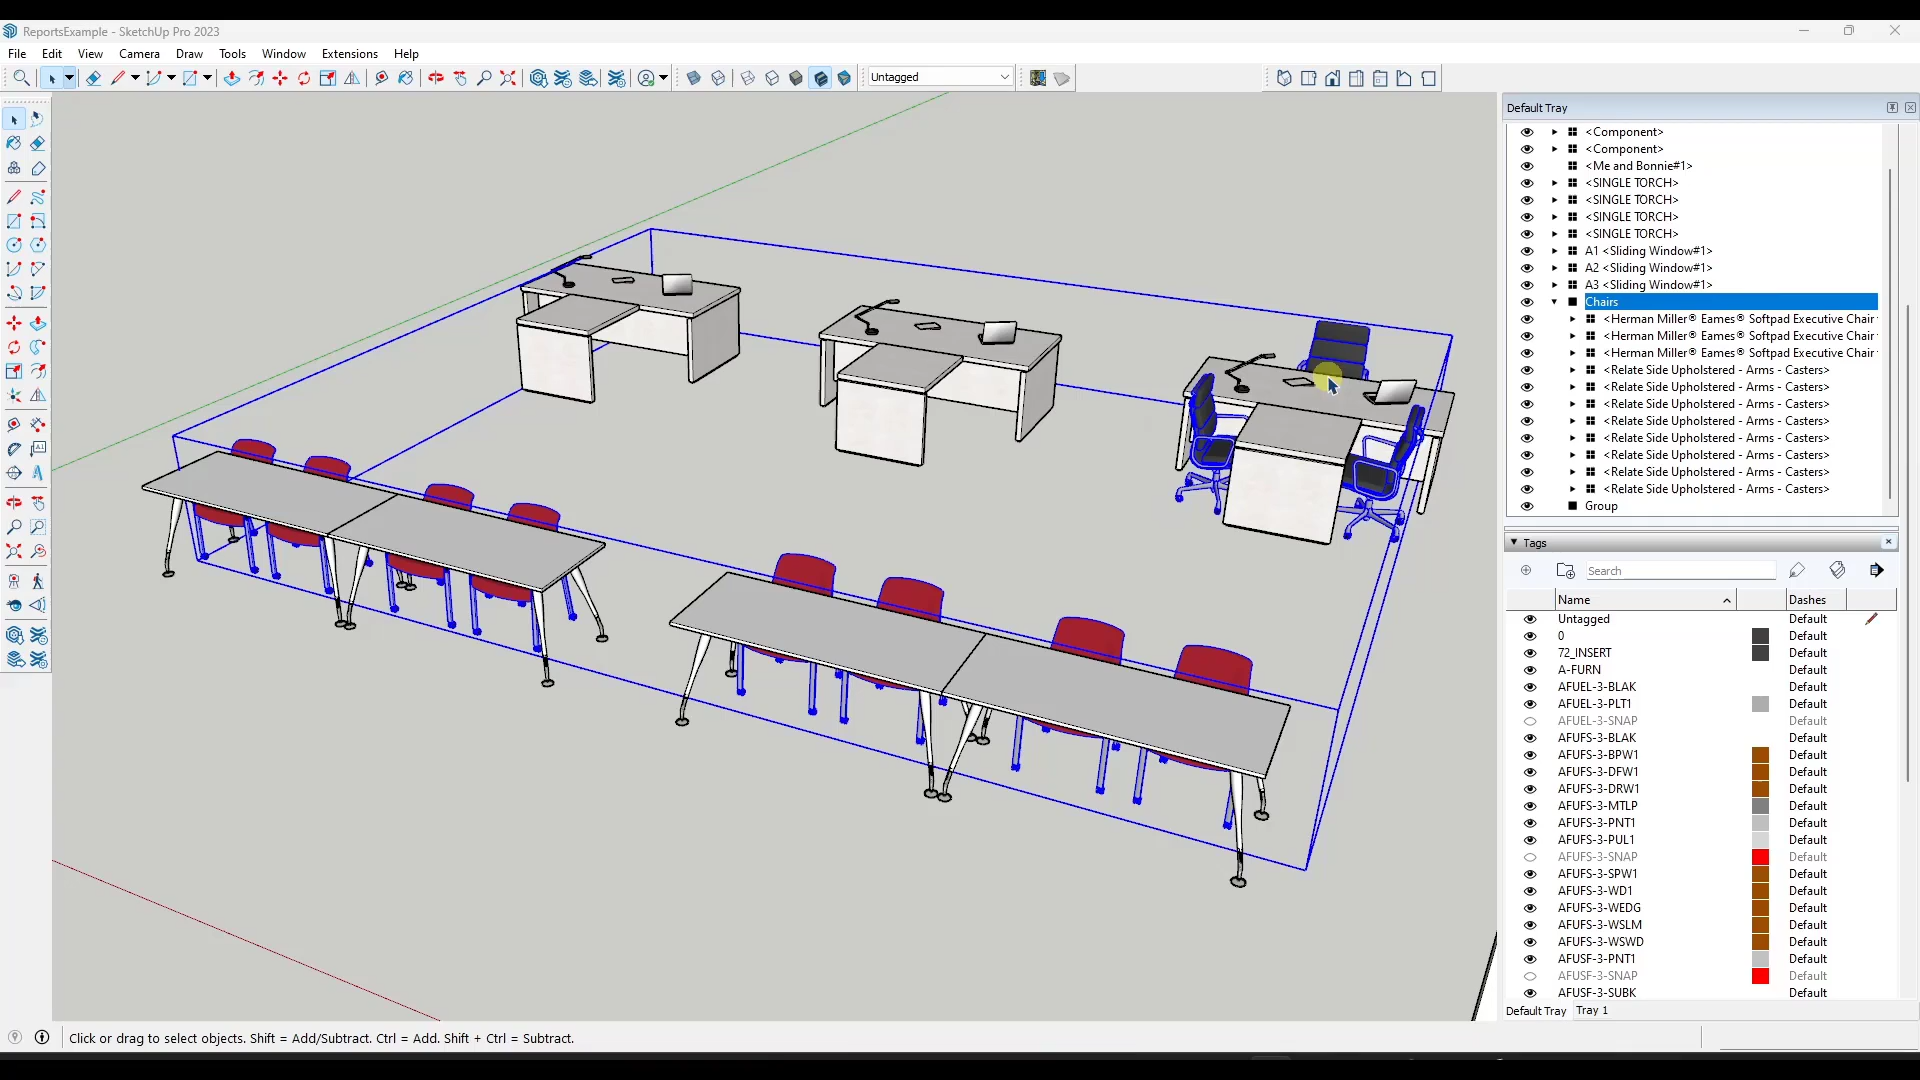 ReportsExample - SketchUp Pro 2023
File Edit View Camera Draw Tools Window Extensions Help
Untagged
Default Tray
<Component>
<Component>
<Me and Bonnie#1>
<SINGLE TORCH>
<SINGLE TORCH>
<SINGLE TORCH>
<SINGLE TORCH>
A1 <Sliding Window#1>
A2 <Sliding Window#1>
A3 <Sliding Window#1>
Chairs
<Herman Miller® Eames® Softpad Executive Chair
<Herman Miller® Eames® Softpad Executive Chair
<Herman Miller® Eames® Softpad Executive Chair
<Relate Side Upholstered - Arms - Casters>
<Relate Side Upholstered - Arms - Casters>
<Relate Side Upholstered - Arms - Casters>
<Relate Side Upholstered - Arms - Casters>
<Relate Side Upholstered - Arms - Casters>
<Relate Side Upholstered - Arms - Casters>
<Relate Side Upholstered - Arms - Casters>
<Relate Side Upholstered - Arms - Casters>
Group
Tags
Search
Name Dashes
Untagged Default
0 Default
72_INSERT Default
A-FURN Default
AFUEL-3-BLAK Default
AFUEL-3-PLT1 Default
AFUEL-3-SNAP Default
AFUFS-3-BLAK Default
AFUFS-3-BPW1 Default
AFUFS-3-DFW1 Default
AFUFS-3-DRW1 Default
AFUFS-3-MTLP Default
AFUFS-3-PNT1 Default
AFUFS-3-PUL1 Default
AFUFS-3-SNAP Default
AFUFS-3-SPW1 Default
AFUFS-3-WD1 Default
AFUFS-3-WEDG Default
AFUFS-3-WSLM Default
AFUFS-3-WSWD Default
AFUSF-3-PNT1 Default
AFUSF-3-SNAP Default
AFUSF-3-SUBK Default
Default Tray Tray 1
Click or drag to select objects. Shift = Add/Subtract. Ctrl = Add. Shift + Ctrl = Subtract.